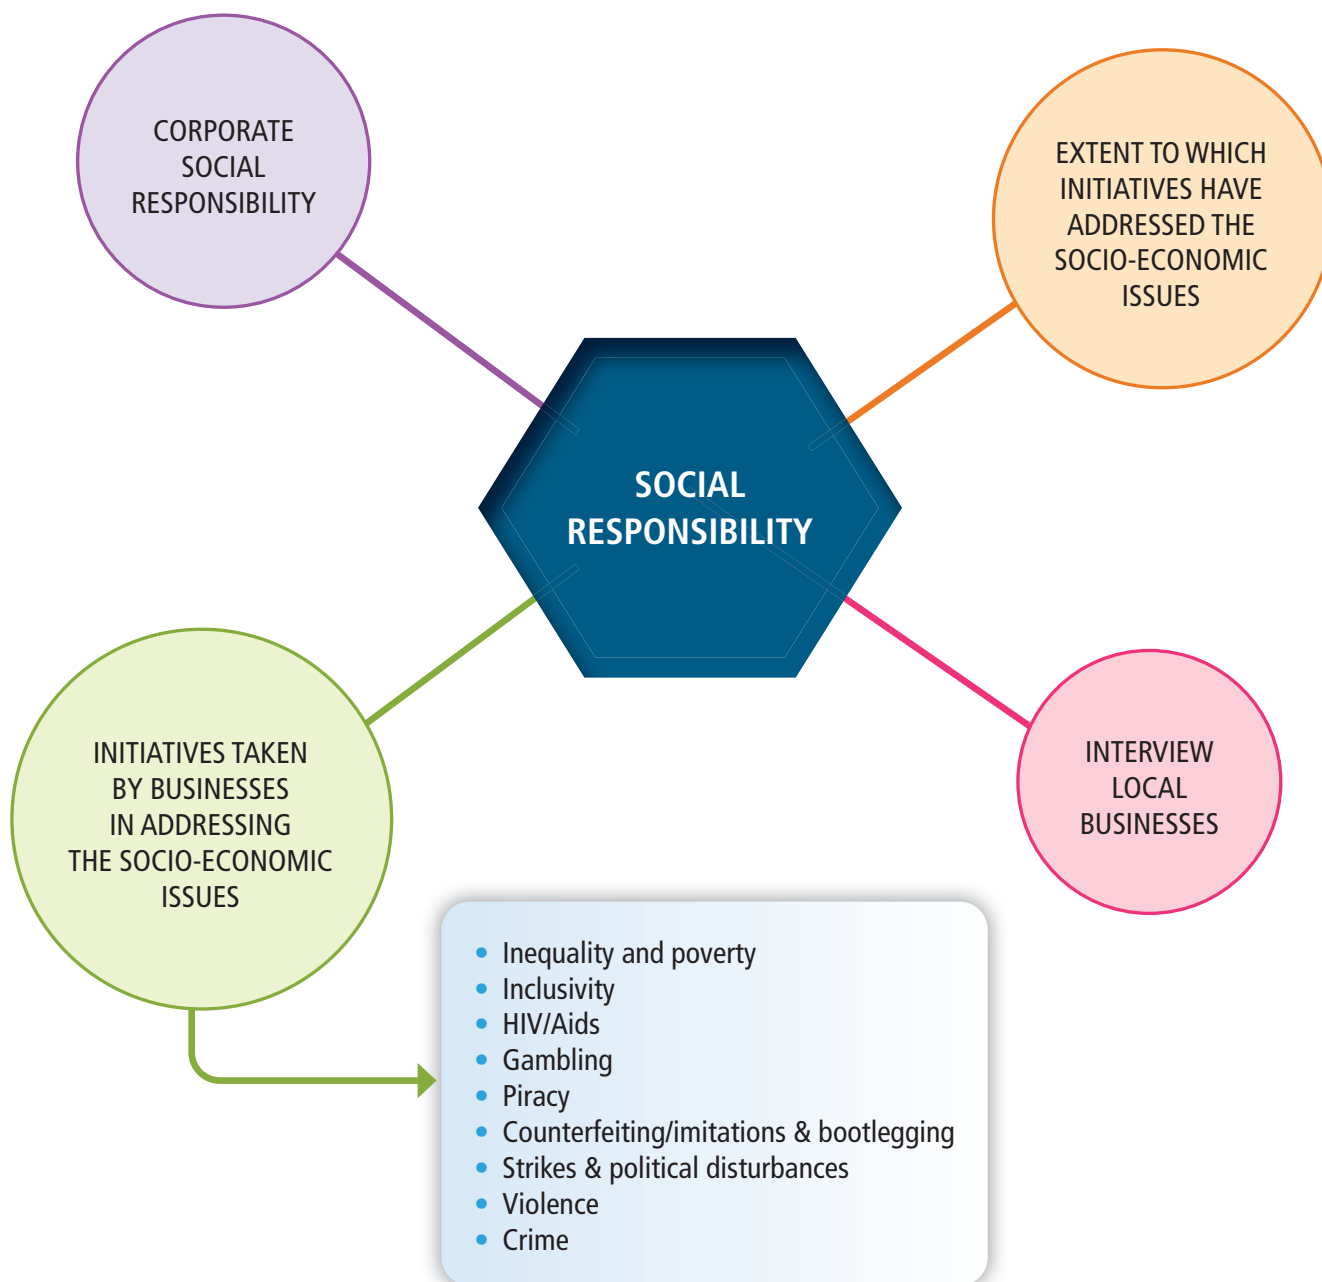 CORPORATE
SOCIAL
RESPONSIBILITY
EXTENT TO WHICH
INITIATIVES HAVE
ADDRESSED THE
SOCIO-ECONOMIC
ISSUES
SOCIAL
RESPONSIBILITY
INITIATIVES TAKEN
BY BUSINESSES
IN ADDRESSING
THE SOCIO-ECONOMIC
ISSUES
INTERVIEW
LOCAL
BUSINESSES
• Inequality and poverty
• Inclusivity
• HIV/Aids
• Gambling
• Piracy
• Counterfeiting/imitations & bootlegging
• Strikes & political disturbances
• Violence
• Crime